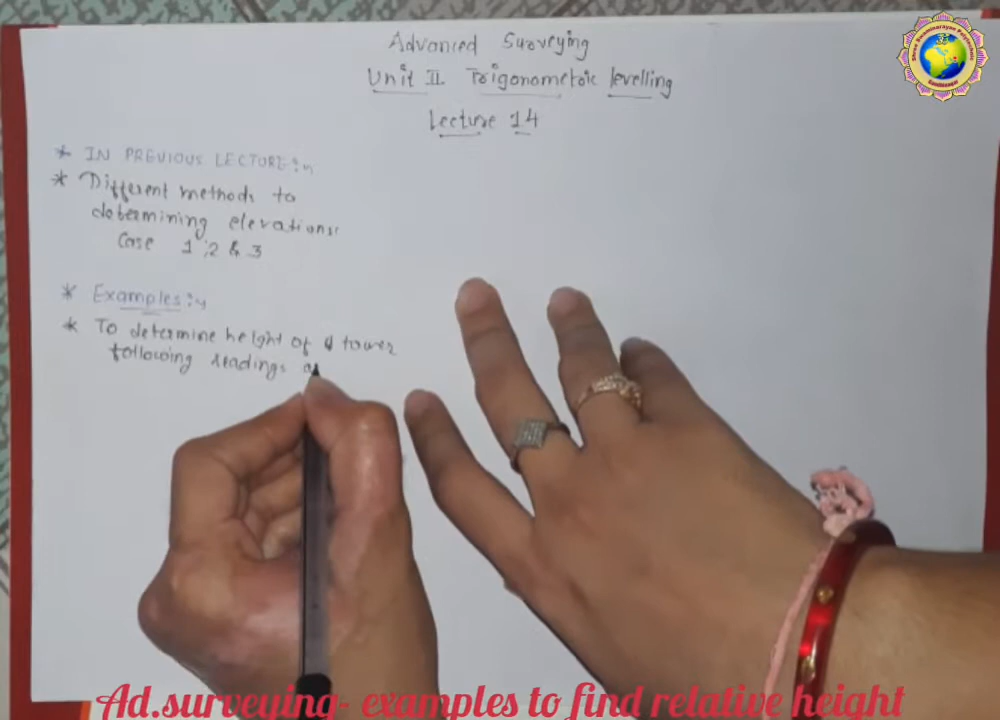 Advanced Surveying
Unit II Trigonometric levelling
Lecture 14
* IN PREVIOUS LECTURE:~
* Different methods to
determining elevations:
Case 1,2 & 3
* Examples:~
* To determine height of a tower
following readings
Ad.surveying- examples to find relative height